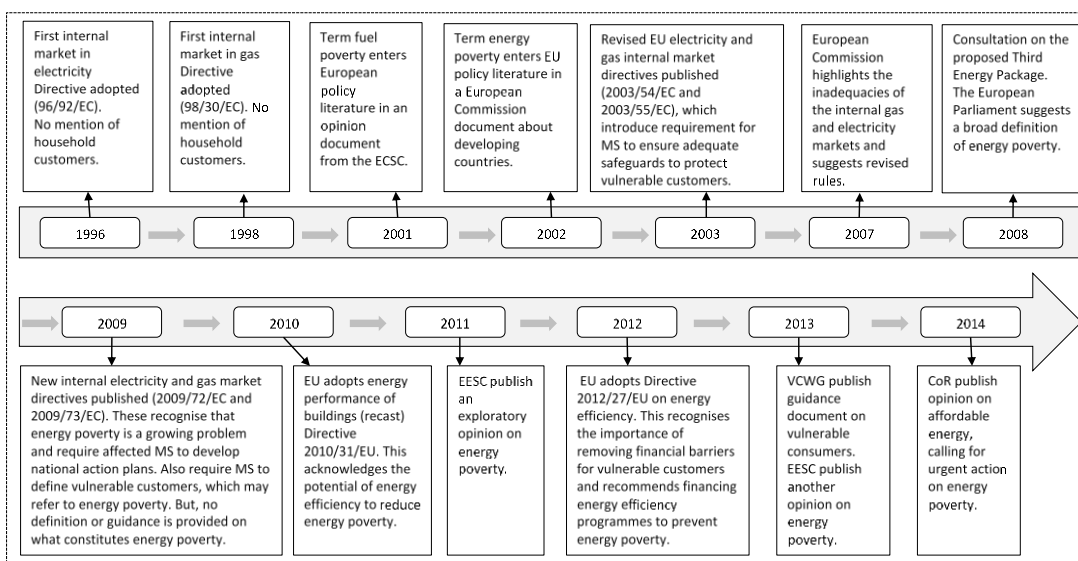 First internal
market in
electricity
Directive adopted
(96/92/EC).
No mention of
household
customers.
First internal
market in gas
Directive
adopted
(98/30/EC). No
mention of
household
customers.
Term fuel
poverty enters
European
policy
literature in an
opinion
document
from the ECSC.
Term energy
poverty enters EU
policy literature in
a European
Commission
document about
developing
countries.
Revised EU electricity and
gas internal market
directives published
(2003/54/EC and
2003/55/EC), which
introduce requirement for
MS to ensure adequate
safeguards to protect
vulnerable customers.
European
Commission
highlights the
inadequacies of
the internal gas
and electricity
markets and
suggests revised
rules.
Consultation on the
proposed Third
Energy Package.
The European
Parliament suggests
a broad definition
of energy poverty.
1996
1998
2001
2002
2003
2007
2008
2009
2010
2011
2012
2013
2014
New internal electricity and gas market
directives published (2009/72/EC and
2009/73/EC). These recognise that
energy poverty is a growing problem
and require affected MS to develop
national action plans. Also require MS to
define vulnerable customers, which may
refer to energy poverty. But, no
definition or guidance is provided on
what constitutes energy poverty.
EU adopts energy
performance of
buildings (recast)
Directive
2010/31/EU. This
acknowledges the
potential of energy
efficiency to reduce
energy poverty.
EESC publish
an
exploratory
opinion on
energy
poverty.
EU adopts Directive
2012/27/EU on energy
efficiency. This recognises
the importance of
removing financial barriers
for vulnerable customers
and recommends financing
energy efficiency
programmes to prevent
energy poverty.
VCWG publish
guidance
document on
vulnerable
consumers.
EESC publish
another
opinion on
energy
poverty.
CoR publish
opinion on
affordable
energy,
calling for
urgent action
on energy
poverty.